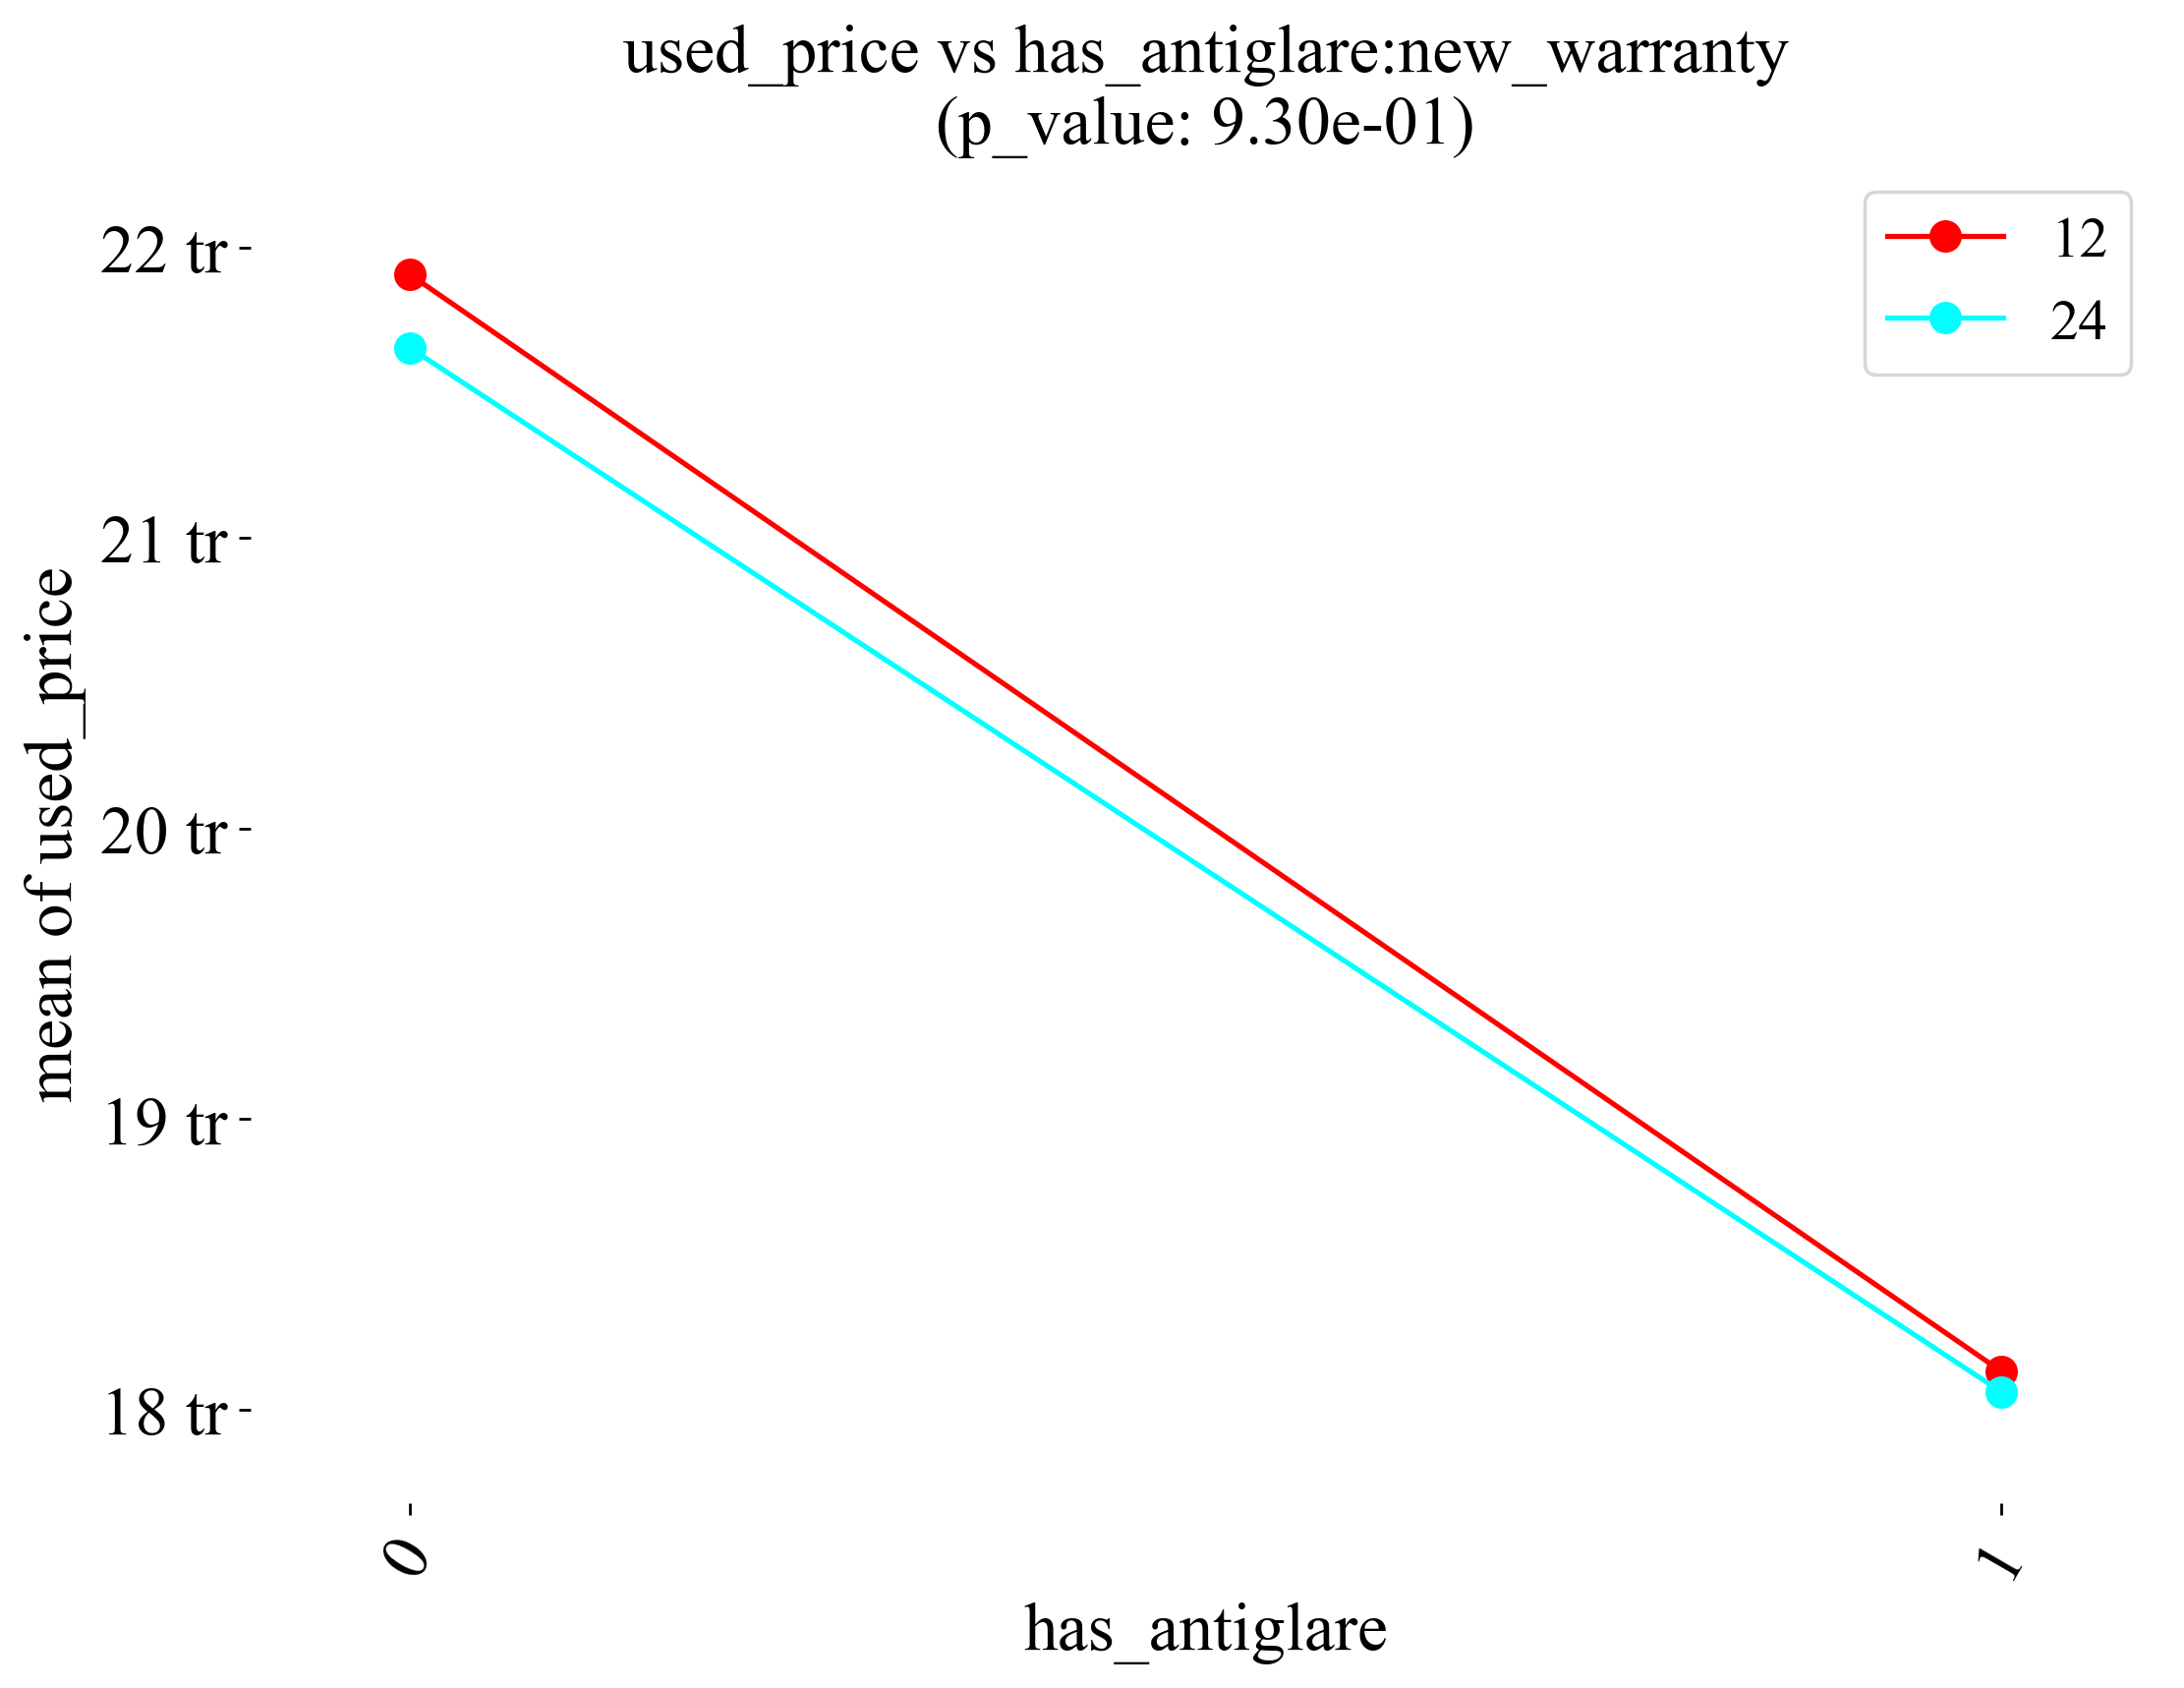 used_price vs has_antiglare:new_warranty
(p_value: 9.30e-01)
12
24
22 tr
21 tr
20 tr
19 tr
18 tr
mean of used_price
0
1
has_antiglare